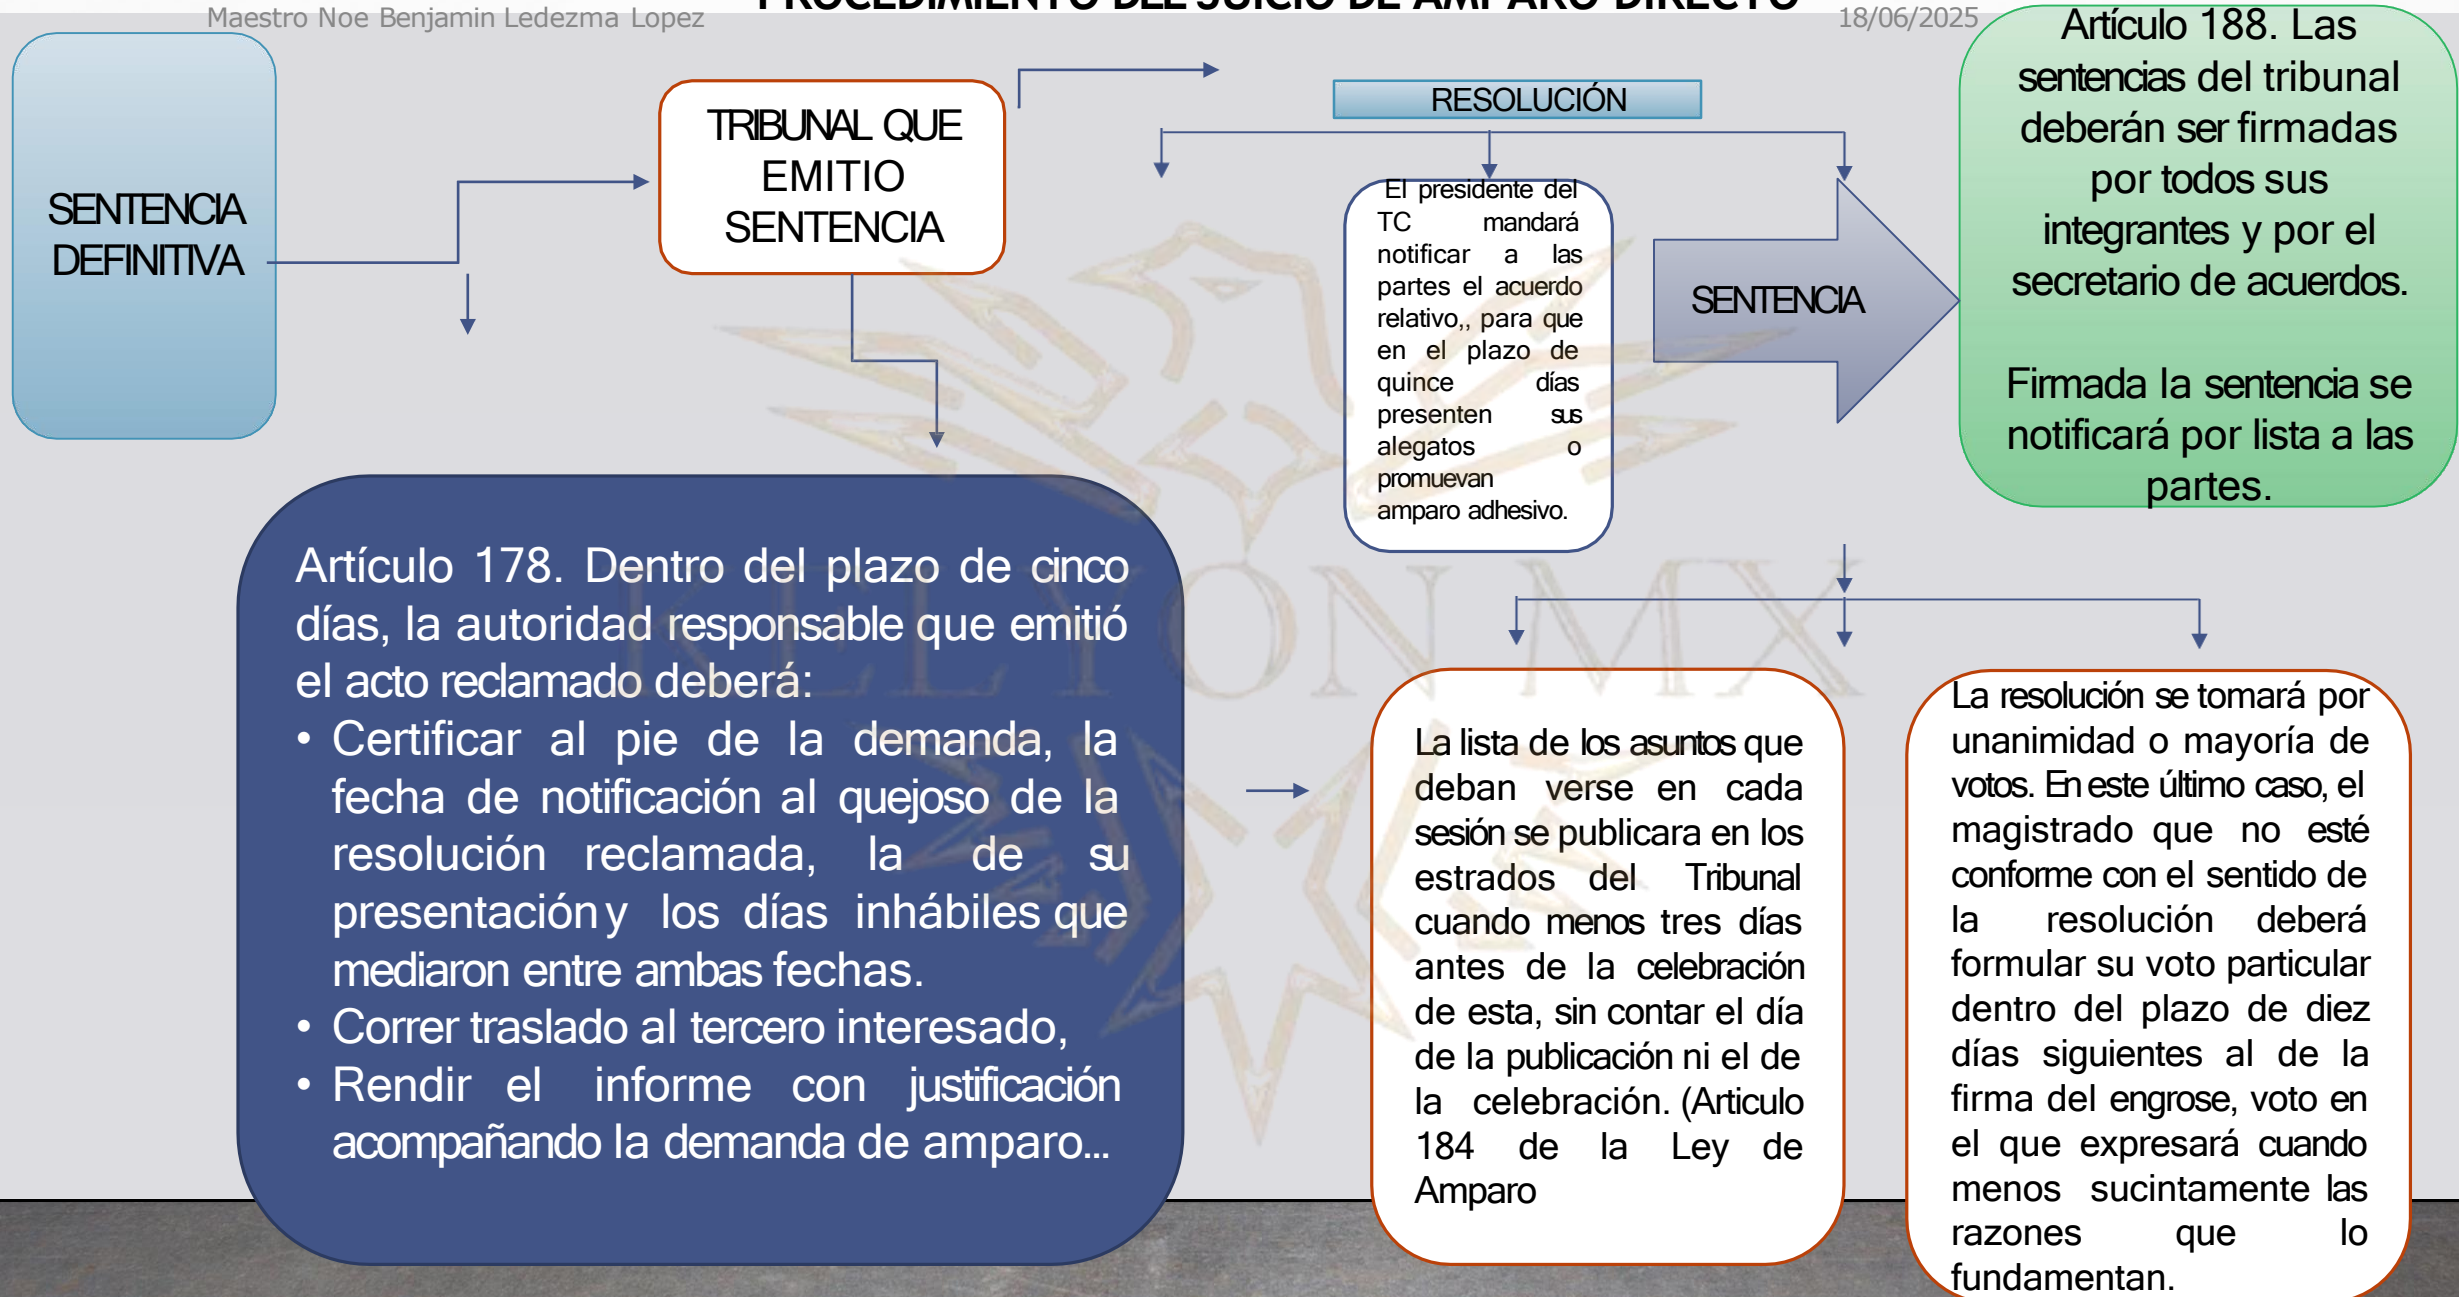 PROCEDIMIENTO DEL JUICIO DE AMPARO DIRECTO
Maestro Noe Benjamin Ledezma Lopez
18/06/2025
SENTENCIA
DEFINITIVA
TRIBUNAL QUE
EMITIO
SENTENCIA
RESOLUCIÓN
El presidente del
TC mandará
notificar a las
partes el acuerdo
relativo,, para que
en el plazo de
quince días
presenten sus
alegatos o
promuevan
amparo adhesivo.
SENTENCIA
Artículo 188. Las
sentencias del tribunal
deberán ser firmadas
por todos sus
integrantes y por el
secretario de acuerdos.
Firmada la sentencia se
notificará por lista a las
partes.
Artículo 178. Dentro del plazo de cinco
días, la autoridad responsable que emitió
el acto reclamado deberá:
• Certificar al pie de la demanda, la
fecha de notificación al quejoso de la
resolución reclamada, la de su
presentación y los días inhábiles que
mediaron entre ambas fechas.
• Correr traslado al tercero interesado,
• Rendir el informe con justificación
acompañando la demanda de amparo...
La lista de los asuntos que
deban verse en cada
sesión se publicara en los
estrados del Tribunal
cuando menos tres días
antes de la celebración
de esta, sin contar el día
de la publicación ni el de
la celebración. (Articulo
184 de la Ley de
Amparo
La resolución se tomará por
unanimidad o mayoría de
votos. En este último caso, el
magistrado que no esté
conforme con el sentido de
la resolución deberá
formular su voto particular
dentro del plazo de diez
días siguientes al de la
firma del engrose, voto en
el que expresará cuando
menos sucintamente las
razones que lo
fundamentan.
KELYON MX